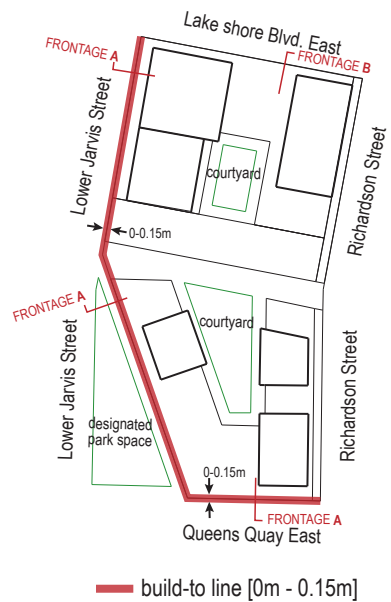 Lake shore Blvd. East
FRONTAGE A
FRONTAGE B
Lower Jarvis Street
courtyard
Richardson Street
0-0.15m
FRONTAGE A
courtyard
Lower Jarvis Street
Richardson Street
designated
park space
0-0.15m
FRONTAGE A
Queens Quay East
build-to line [0m - 0.15m]